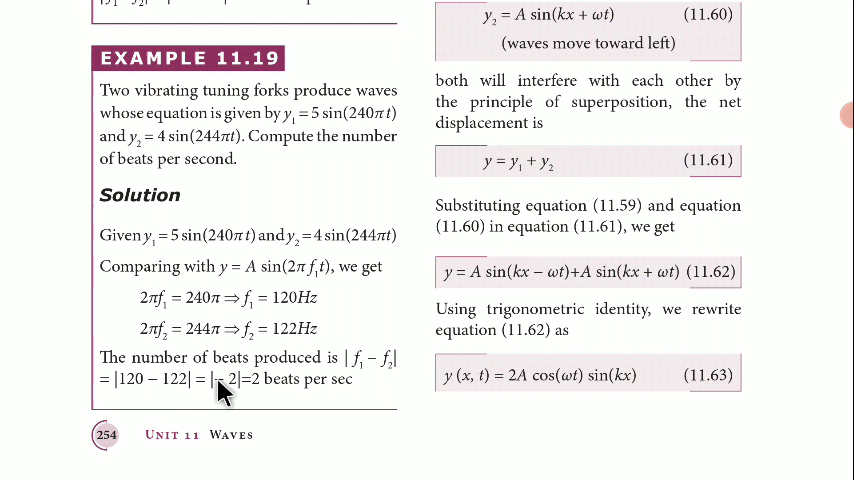 EXAMPLE 11.19
Two vibrating tuning forks produce waves
whose equation is given by y₁ = 5 sin(240π t)
and y₂ = 4 sin(244πt). Compute the number
of beats per second.
Solution
Given y₁ = 5 sin(240π t) and y₂ = 4 sin(244πt)
Comparing with y = A sin(2π f₁t), we get
2πf₁ = 240π ⇒ f₁ = 120Hz
2πf₂ = 244π ⇒ f₂ = 122Hz
The number of beats produced is | f₁ – f₂|
= |120 − 122| = |− 2|=2 beats per sec
254 UNIT 11 WAVES
y₂ = A sin(kx + ωt) (11.60)
(waves move toward left)
both will interfere with each other by
the principle of superposition, the net
displacement is
y = y₁ + y₂ (11.61)
Substituting equation (11.59) and equation
(11.60) in equation (11.61), we get
y = A sin(kx − ωt)+A sin(kx + ωt) (11.62)
Using trigonometric identity, we rewrite
equation (11.62) as
y (x, t) = 2A cos(ωt) sin(kx) (11.63)